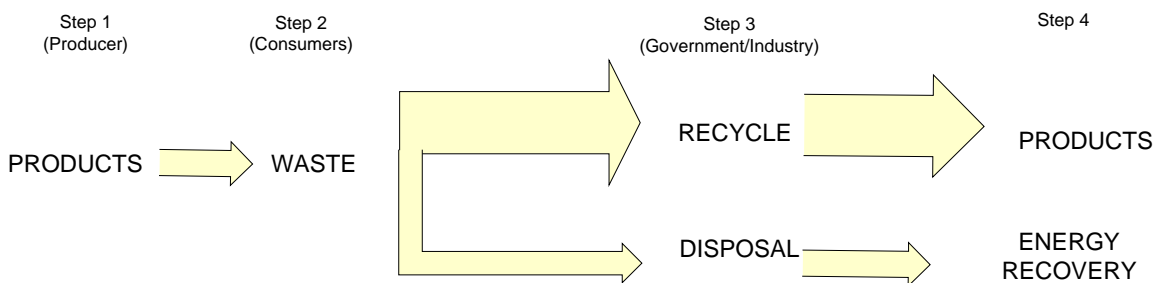 Step 1
(Producer)
Step 2
(Consumers)
Step 3
(Government/Industry)
Step 4
PRODUCTS
WASTE
RECYCLE
PRODUCTS
DISPOSAL
ENERGY
RECOVERY